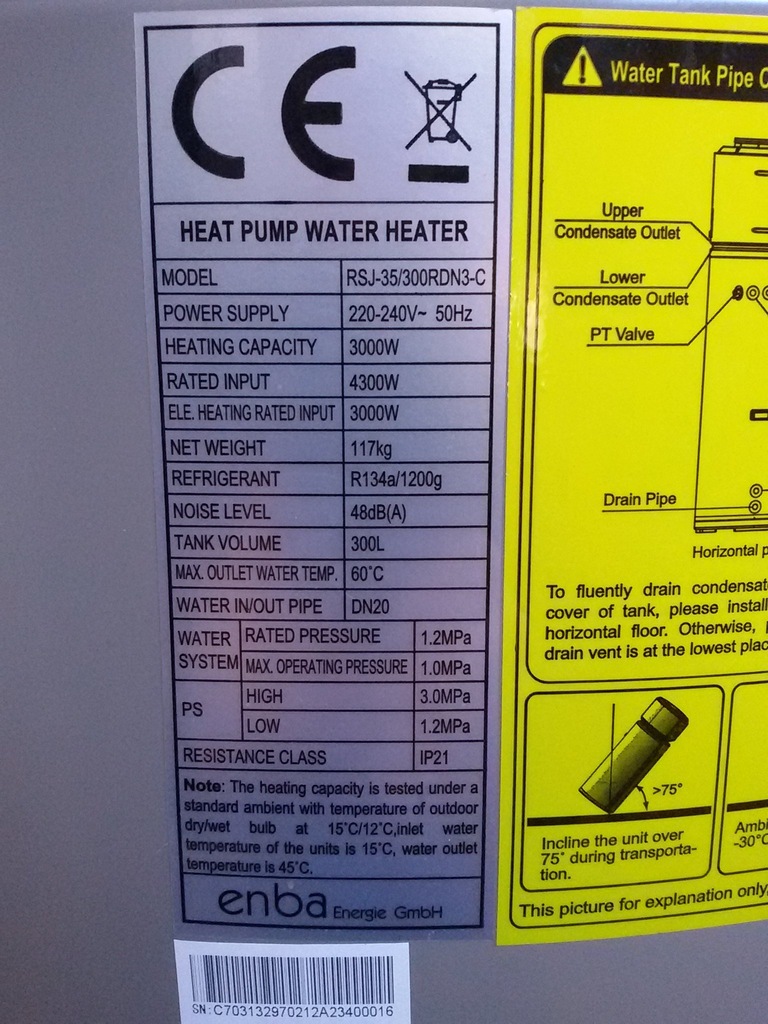 CE
HEAT PUMP WATER HEATER
MODEL RSJ-35/300RDN3-C
POWER SUPPLY 220-240V~ 50Hz
HEATING CAPACITY 3000W
RATED INPUT 4300W
ELE. HEATING RATED INPUT 3000W
NET WEIGHT 117kg
REFRIGERANT R134a/1200g
NOISE LEVEL 48dB(A)
TANK VOLUME 300L
MAX. OUTLET WATER TEMP. 60°C
WATER IN/OUT PIPE DN20
WATER SYSTEM RATED PRESSURE 1.2MPa
MAX. OPERATING PRESSURE 1.0MPa
PS HIGH 3.0MPa
LOW 1.2MPa
RESISTANCE CLASS IP21
Note: The heating capacity is tested under a
standard ambient with temperature of outdoor
dry/wet bulb at 15°C/12°C,inlet water
temperature of the units is 15°C, water outlet
temperature is 45°C.
enba Energie GmbH
SN:C703132970212A23400016
Water Tank Pipe
Upper
Condensate Outlet
Lower
Condensate Outlet
PT Valve
Drain Pipe
Horizontal
To fluently drain
cover of tank, please
horizontal floor. Otherwise,
drain vent is at the lowest
>75°
Incline the unit over
75° during transporta-
tion.
-30°C
This picture for explanation only